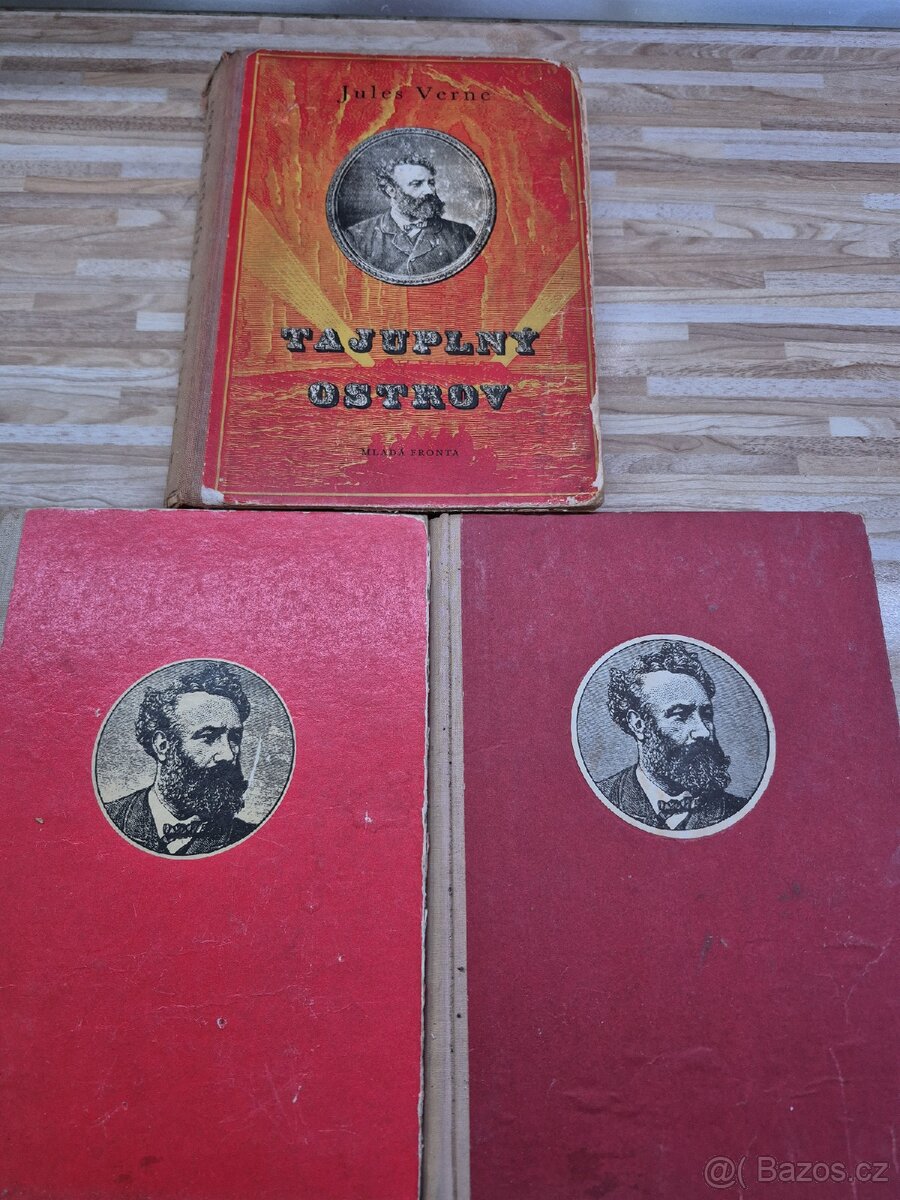 Jules Verne
TAJUPLNÝ
OSTROV
MLADÁ FRONTA
@( Bazos.cz